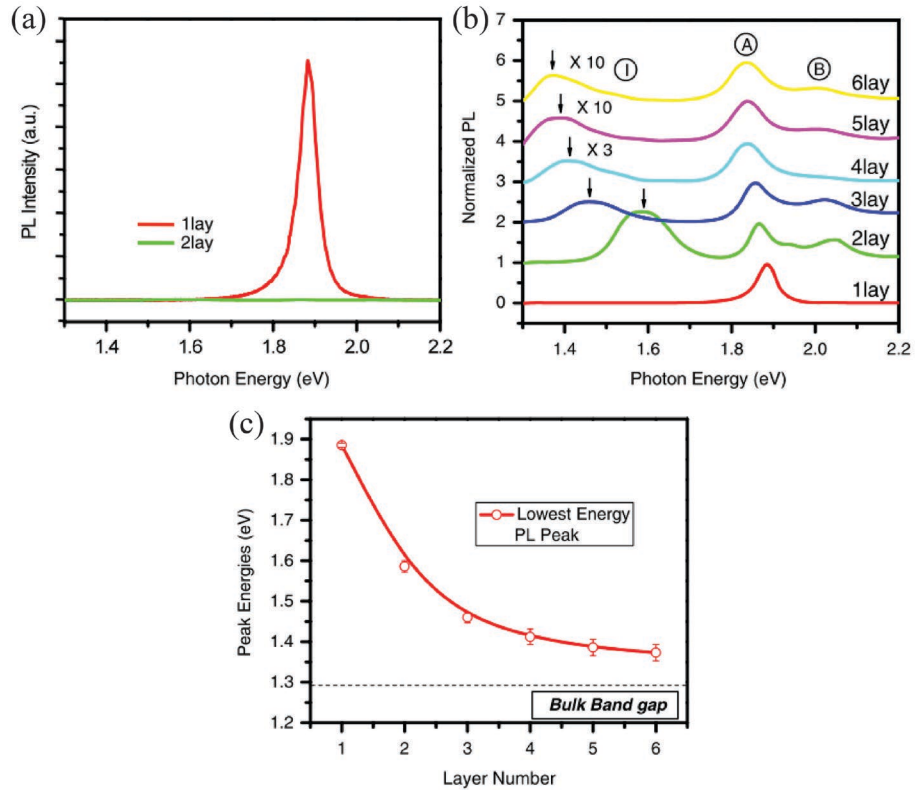 (a)
PL Intensity (a.u.)
1lay
2lay
1.4 1.6 1.8 2.0 2.2
Photon Energy (eV)
(b)
Normalized PL
7
6
5
4
3
2
1
0
X 10
I
A
B
6lay
X 10
5lay
X 3
4lay
3lay
2lay
1lay
1.4 1.6 1.8 2.0 2.2
Photon Energy (eV)
(c)
Peak Energies (eV)
1.9
1.8
1.7
1.6
1.5
1.4
1.3
1.2
Lowest Energy
PL Peak
Bulk Band gap
1 2 3 4 5 6
Layer Number